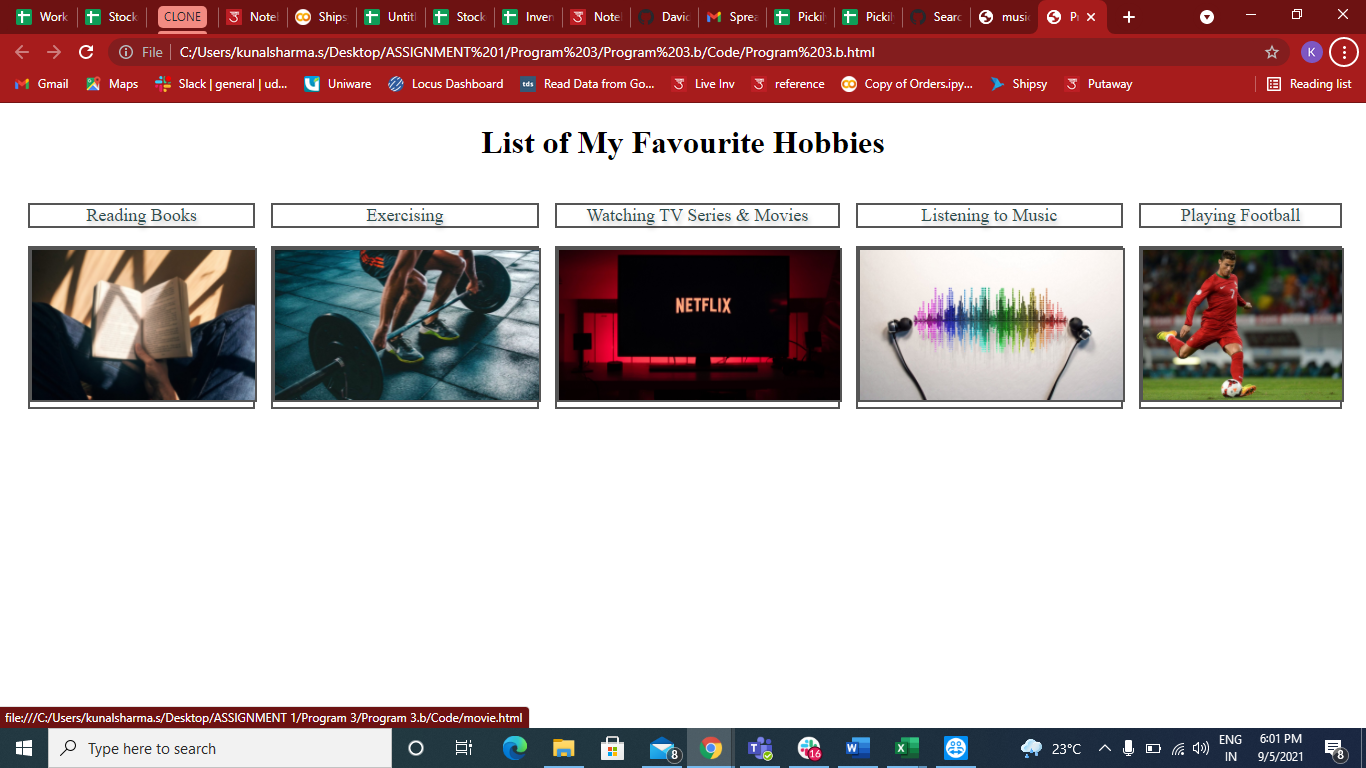 Work
Stock
CLONE
Notel
Ships
Untitl
Stock
Inven
Notel
Davic
Sprea
Pickil
Pickil
Searc
music
File
C:/Users/kunalsharma.s/Desktop/ASSIGNMENT%201/Program%203/Program%203.b/Code/Program%203.b.html
K
Gmail
Maps
Slack | general | ud...
Uniware
Locus Dashboard
tds
Read Data from Go...
Live Inv
reference
Copy of Orders.ipy...
Shipsy
Putaway
Reading list
List of My Favourite Hobbies
Reading Books
Exercising
Watching TV Series & Movies
Listening to Music
Playing Football
NETFLIX
file:///C:/Users/kunalsharma.s/Desktop/ASSIGNMENT 1/Program 3/Program 3.b/Code/movie.html
Type here to search
8
16
23°C
ENG
IN
6:01 PM
9/5/2021
8